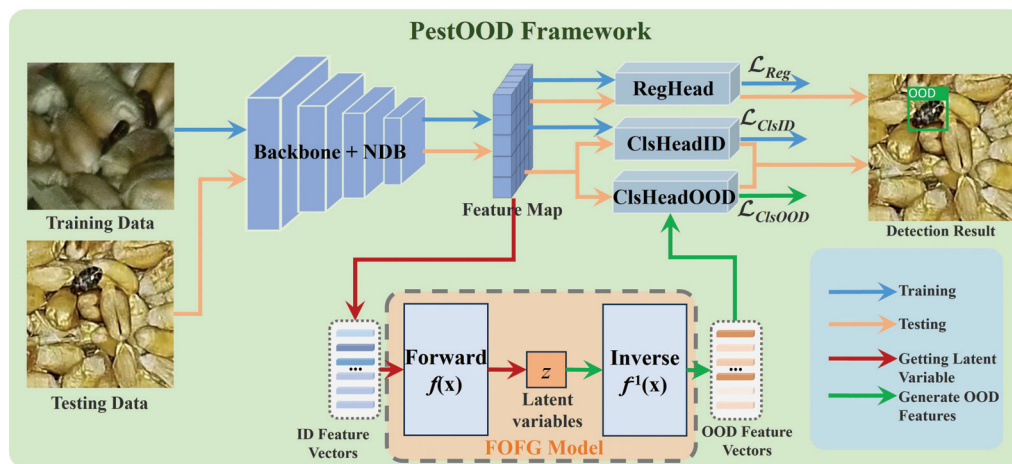 PestOOD Framework
Training Data
Testing Data
Backbone + NDB
Feature Map
RegHead
ClsHeadID
ClsHeadOOD
ℒReg
ℒClsID
ℒClsOOD
OOD
Detection Result
ID Feature
Vectors
Forward
f(x)
z
Latent
variables
Inverse
f⁻¹(x)
OOD Feature
Vectors
FOFG Model
Training
Testing
Getting Latent
Variable
Generate OOD
Features